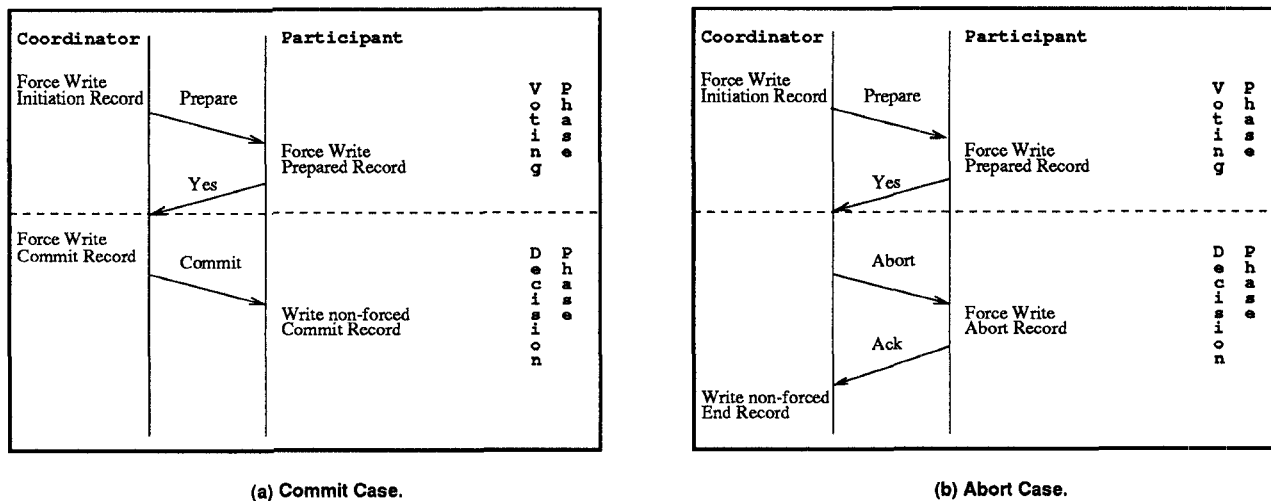 Coordinator
Participant
Force Write
Initiation Record
Prepare
Force Write
Prepared Record
Yes
Voting
Phase
Force Write
Commit Record
Commit
Write non-forced
Commit Record
Decision
Phase
(a) Commit Case.
Coordinator
Participant
Force Write
Initiation Record
Prepare
Force Write
Prepared Record
Yes
Voting
Phase
Abort
Force Write
Abort Record
Ack
Write non-forced
End Record
Decision
Phase
(b) Abort Case.